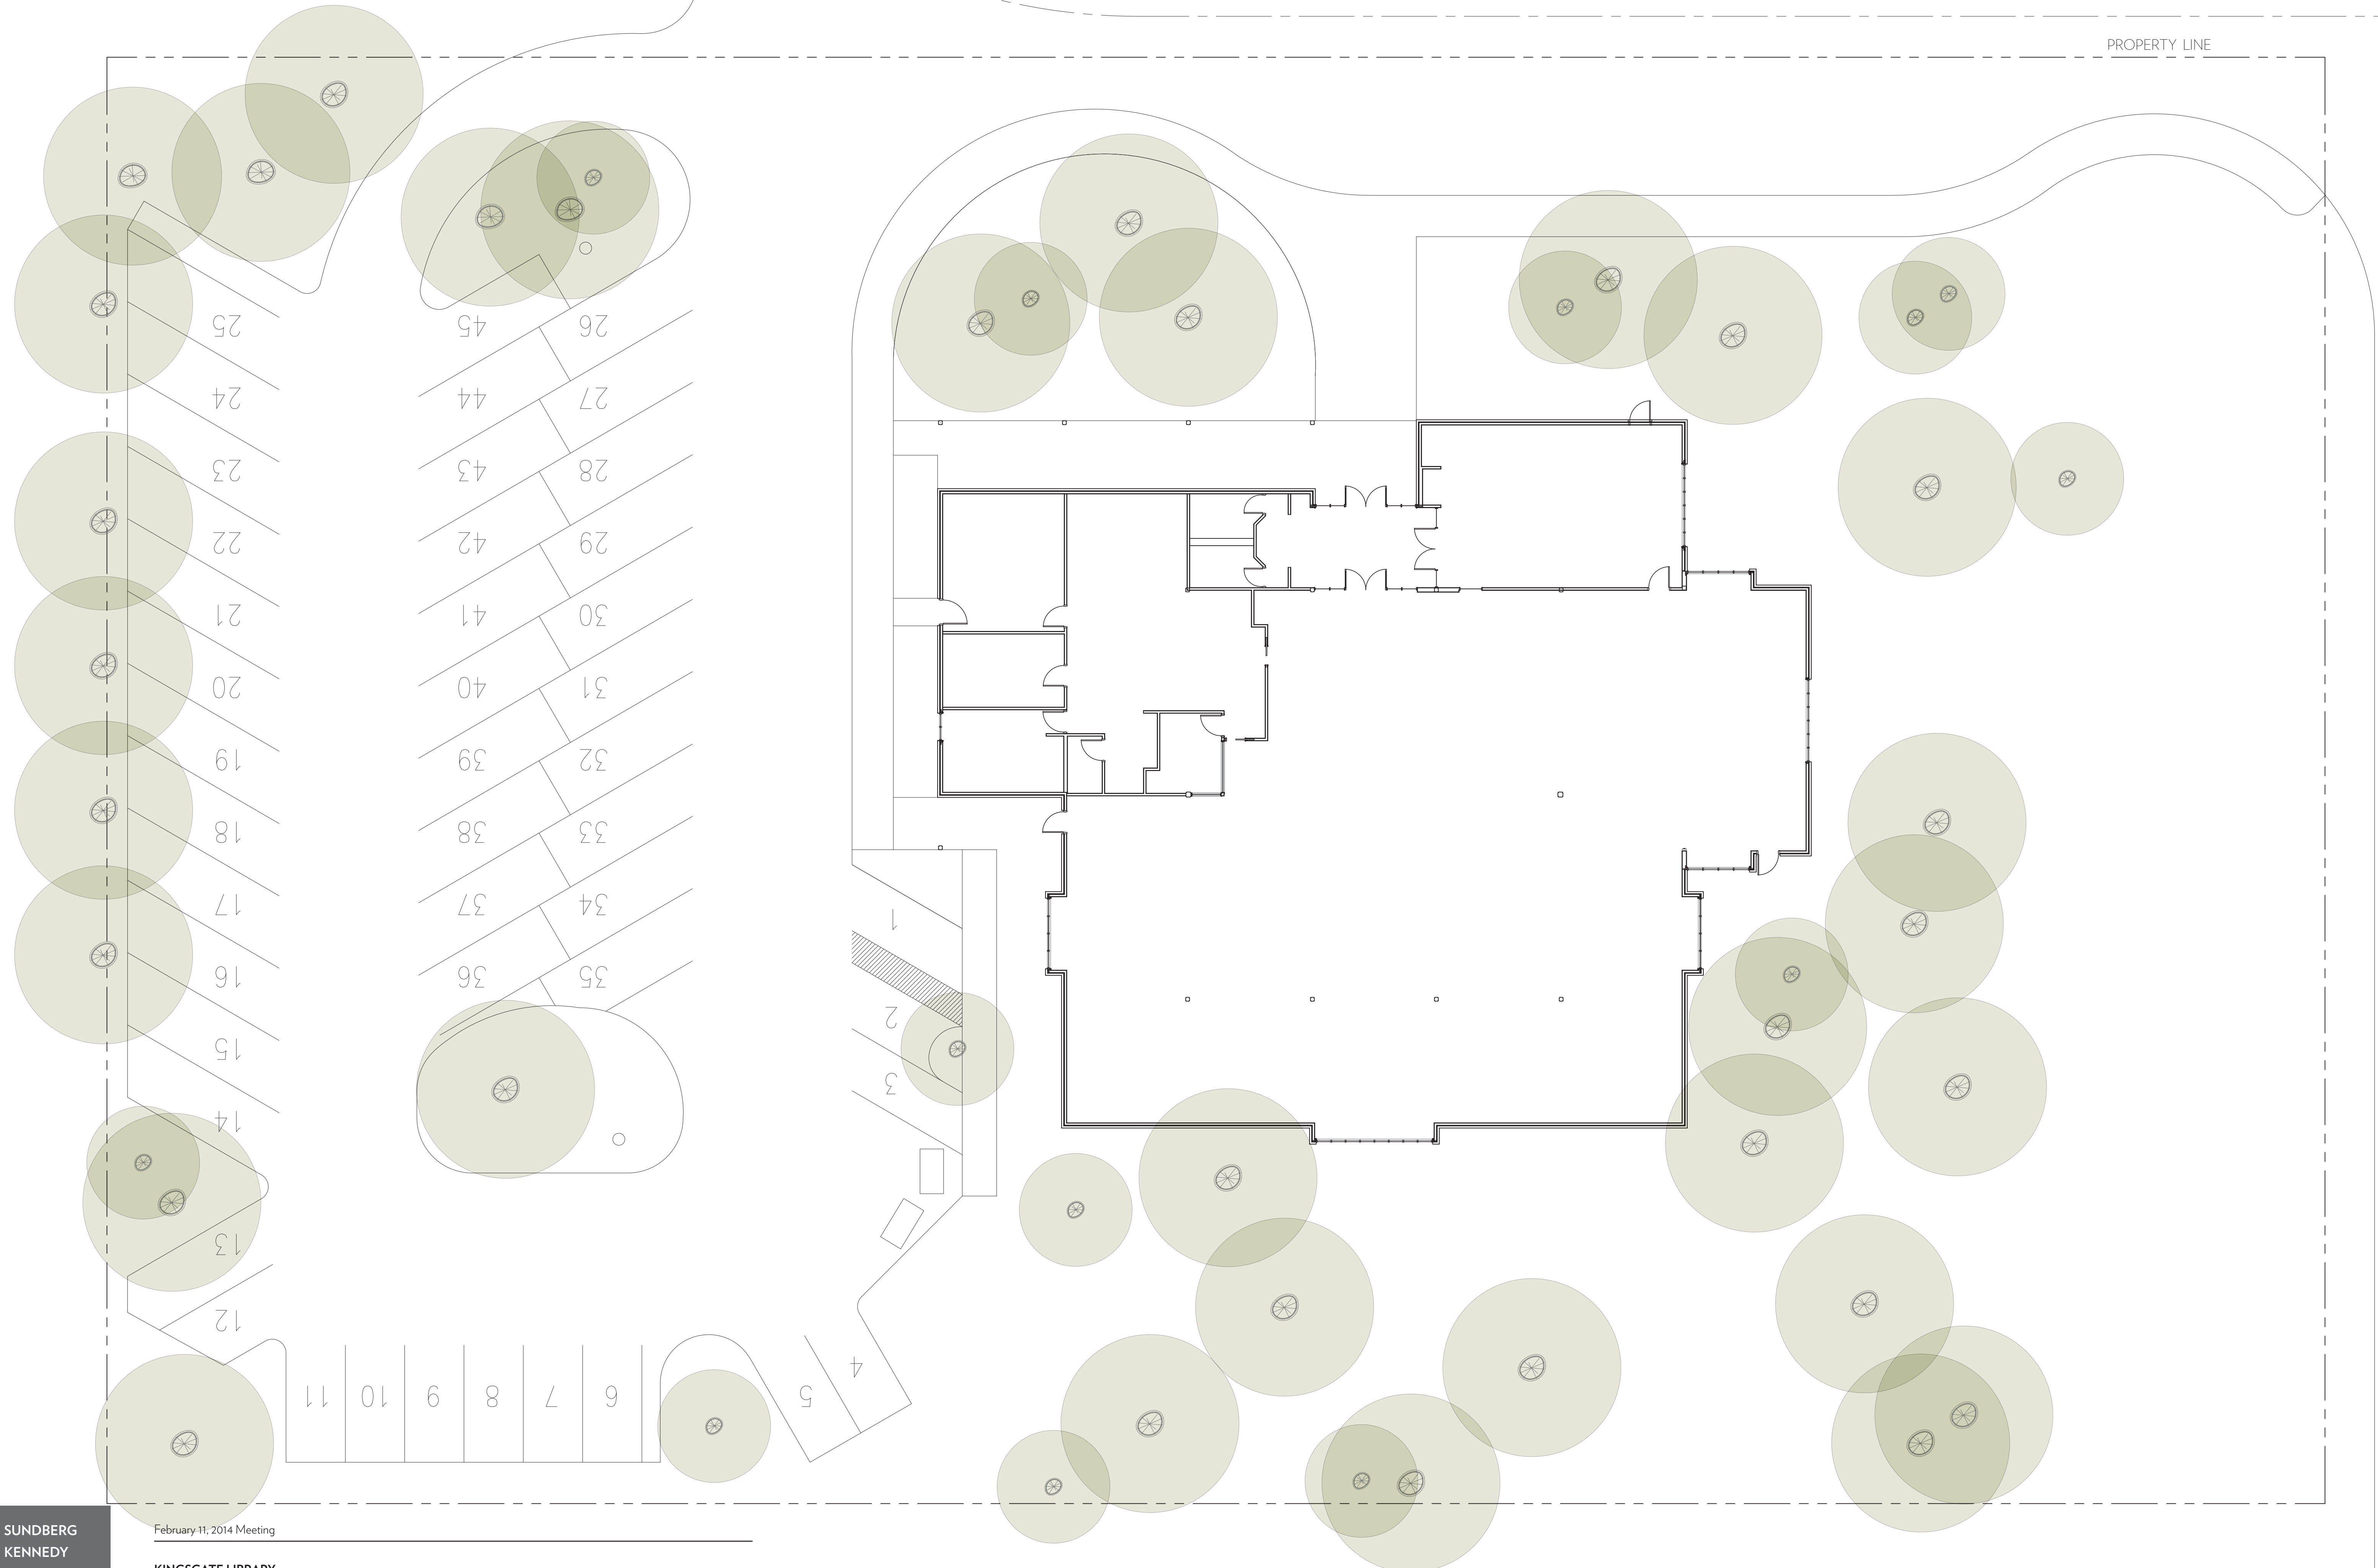 PROPERTY LINE
25 45 26
24 44 27
23 43 28
22 42 29
21 41 30
20 40 31
19 39 32
18 38 33
17 37 34 1
16 36 35
15 2
14 3
13
12
11 10 9 8 7 6 5 4
SUNDBERG
KENNEDY
February 11, 2014 Meeting
KINGSGATE LIBRARY